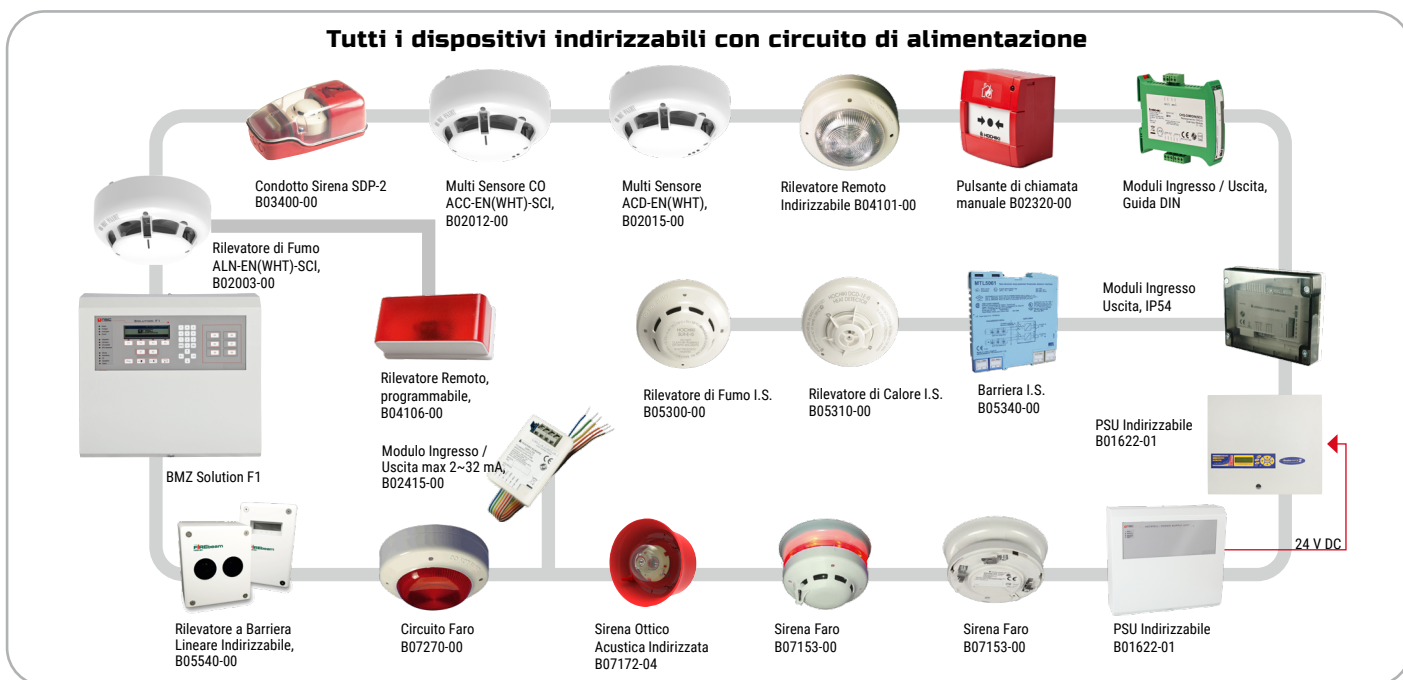 Tutti i dispositivi indirizzabili con circuito di alimentazione
Condotto Sirena SDP-2
B03400-00
Multi Sensore CO
ACC-EN(WHT)-SCI,
B02012-00
Multi Sensore
ACD-EN(WHT),
B02015-00
Rilevatore Remoto
Indirizzabile B04101-00
Pulsante di chiamata
manuale B02320-00
Moduli Ingresso / Uscita,
Guida DIN
Rilevatore di Fumo
ALN-EN(WHT)-SCI,
B02003-00
BMZ Solution F1
Rilevatore Remoto,
programmabile,
B04106-00
Rilevatore di Fumo I.S.
B05300-00
Rilevatore di Calore I.S.
B05310-00
MTL5061
Barriera I.S.
B05340-00
Moduli Ingresso
Uscita, IP54
PSU Indirizzabile
B01622-01
Modulo Ingresso /
Uscita max 2~32 mA,
B02415-00
24 V DC
Rilevatore a Barriera
Lineare Indirizzabile,
B05540-00
Circuito Faro
B07270-00
Sirena Ottico
Acustica Indirizzata
B07172-04
Sirena Faro
B07153-00
Sirena Faro
B07153-00
PSU Indirizzabile
B01622-01